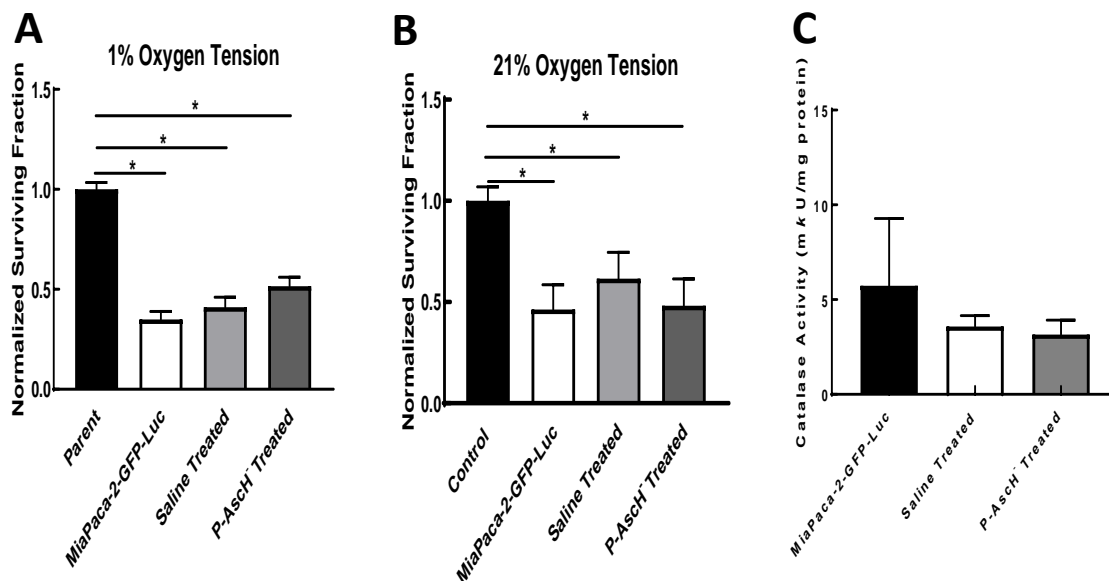 A
1% Oxygen Tension
Normalized Surviving Fraction
1.5
1.0
0.5
0.0
*
*
*
Parent
MiaPaca-2-GFP-Luc
Saline Treated
P-AscH⁻ Treated
B
21% Oxygen Tension
Normalized Surviving Fraction
1.5
1.0
0.5
0.0
*
*
*
Control
MiaPaca-2-GFP-Luc
Saline Treated
P-AscH⁻ Treated
C
Catalase Activity (mkU/mg protein)
15
10
5
0
MiaPaca-2-GFP-Luc
Saline Treated
P-AscH⁻ Treated